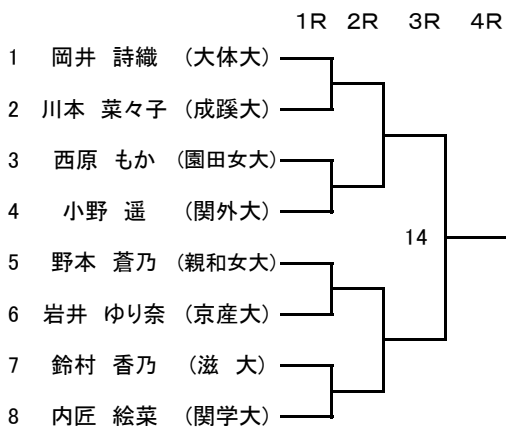 1R 2R 3R 4R
1 岡井 詩織 (大体大)
2 川本 菜々子 (成蹊大)
3 西原 もか (園田女大)
4 小野 遥 (関外大)
14
5 野本 蒼乃 (親和女大)
6 岩井 ゆり奈 (京産大)
7 鈴村 香乃 (滋 大)
8 内匠 絵菜 (関学大)